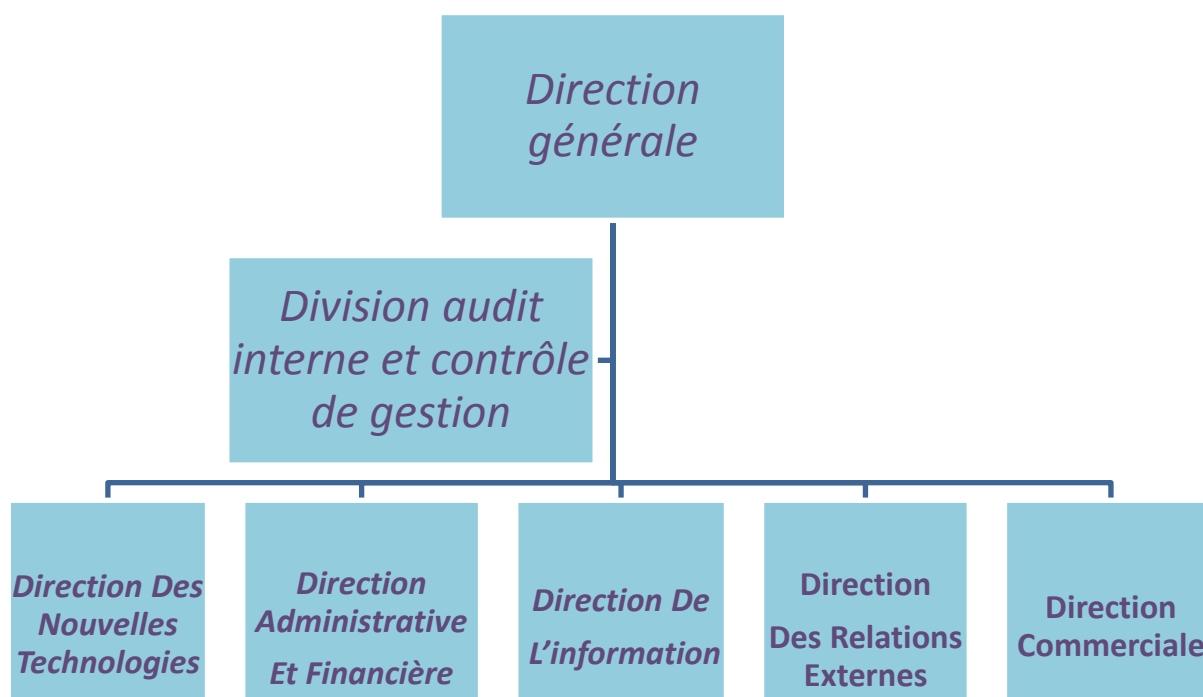 Direction
générale
Division audit
interne et contrôle
de gestion
Direction Des
Nouvelles
Technologies
Direction
Administrative
Et Financière
Direction De
L’information
Direction
Des Relations
Externes
Direction
Commerciale